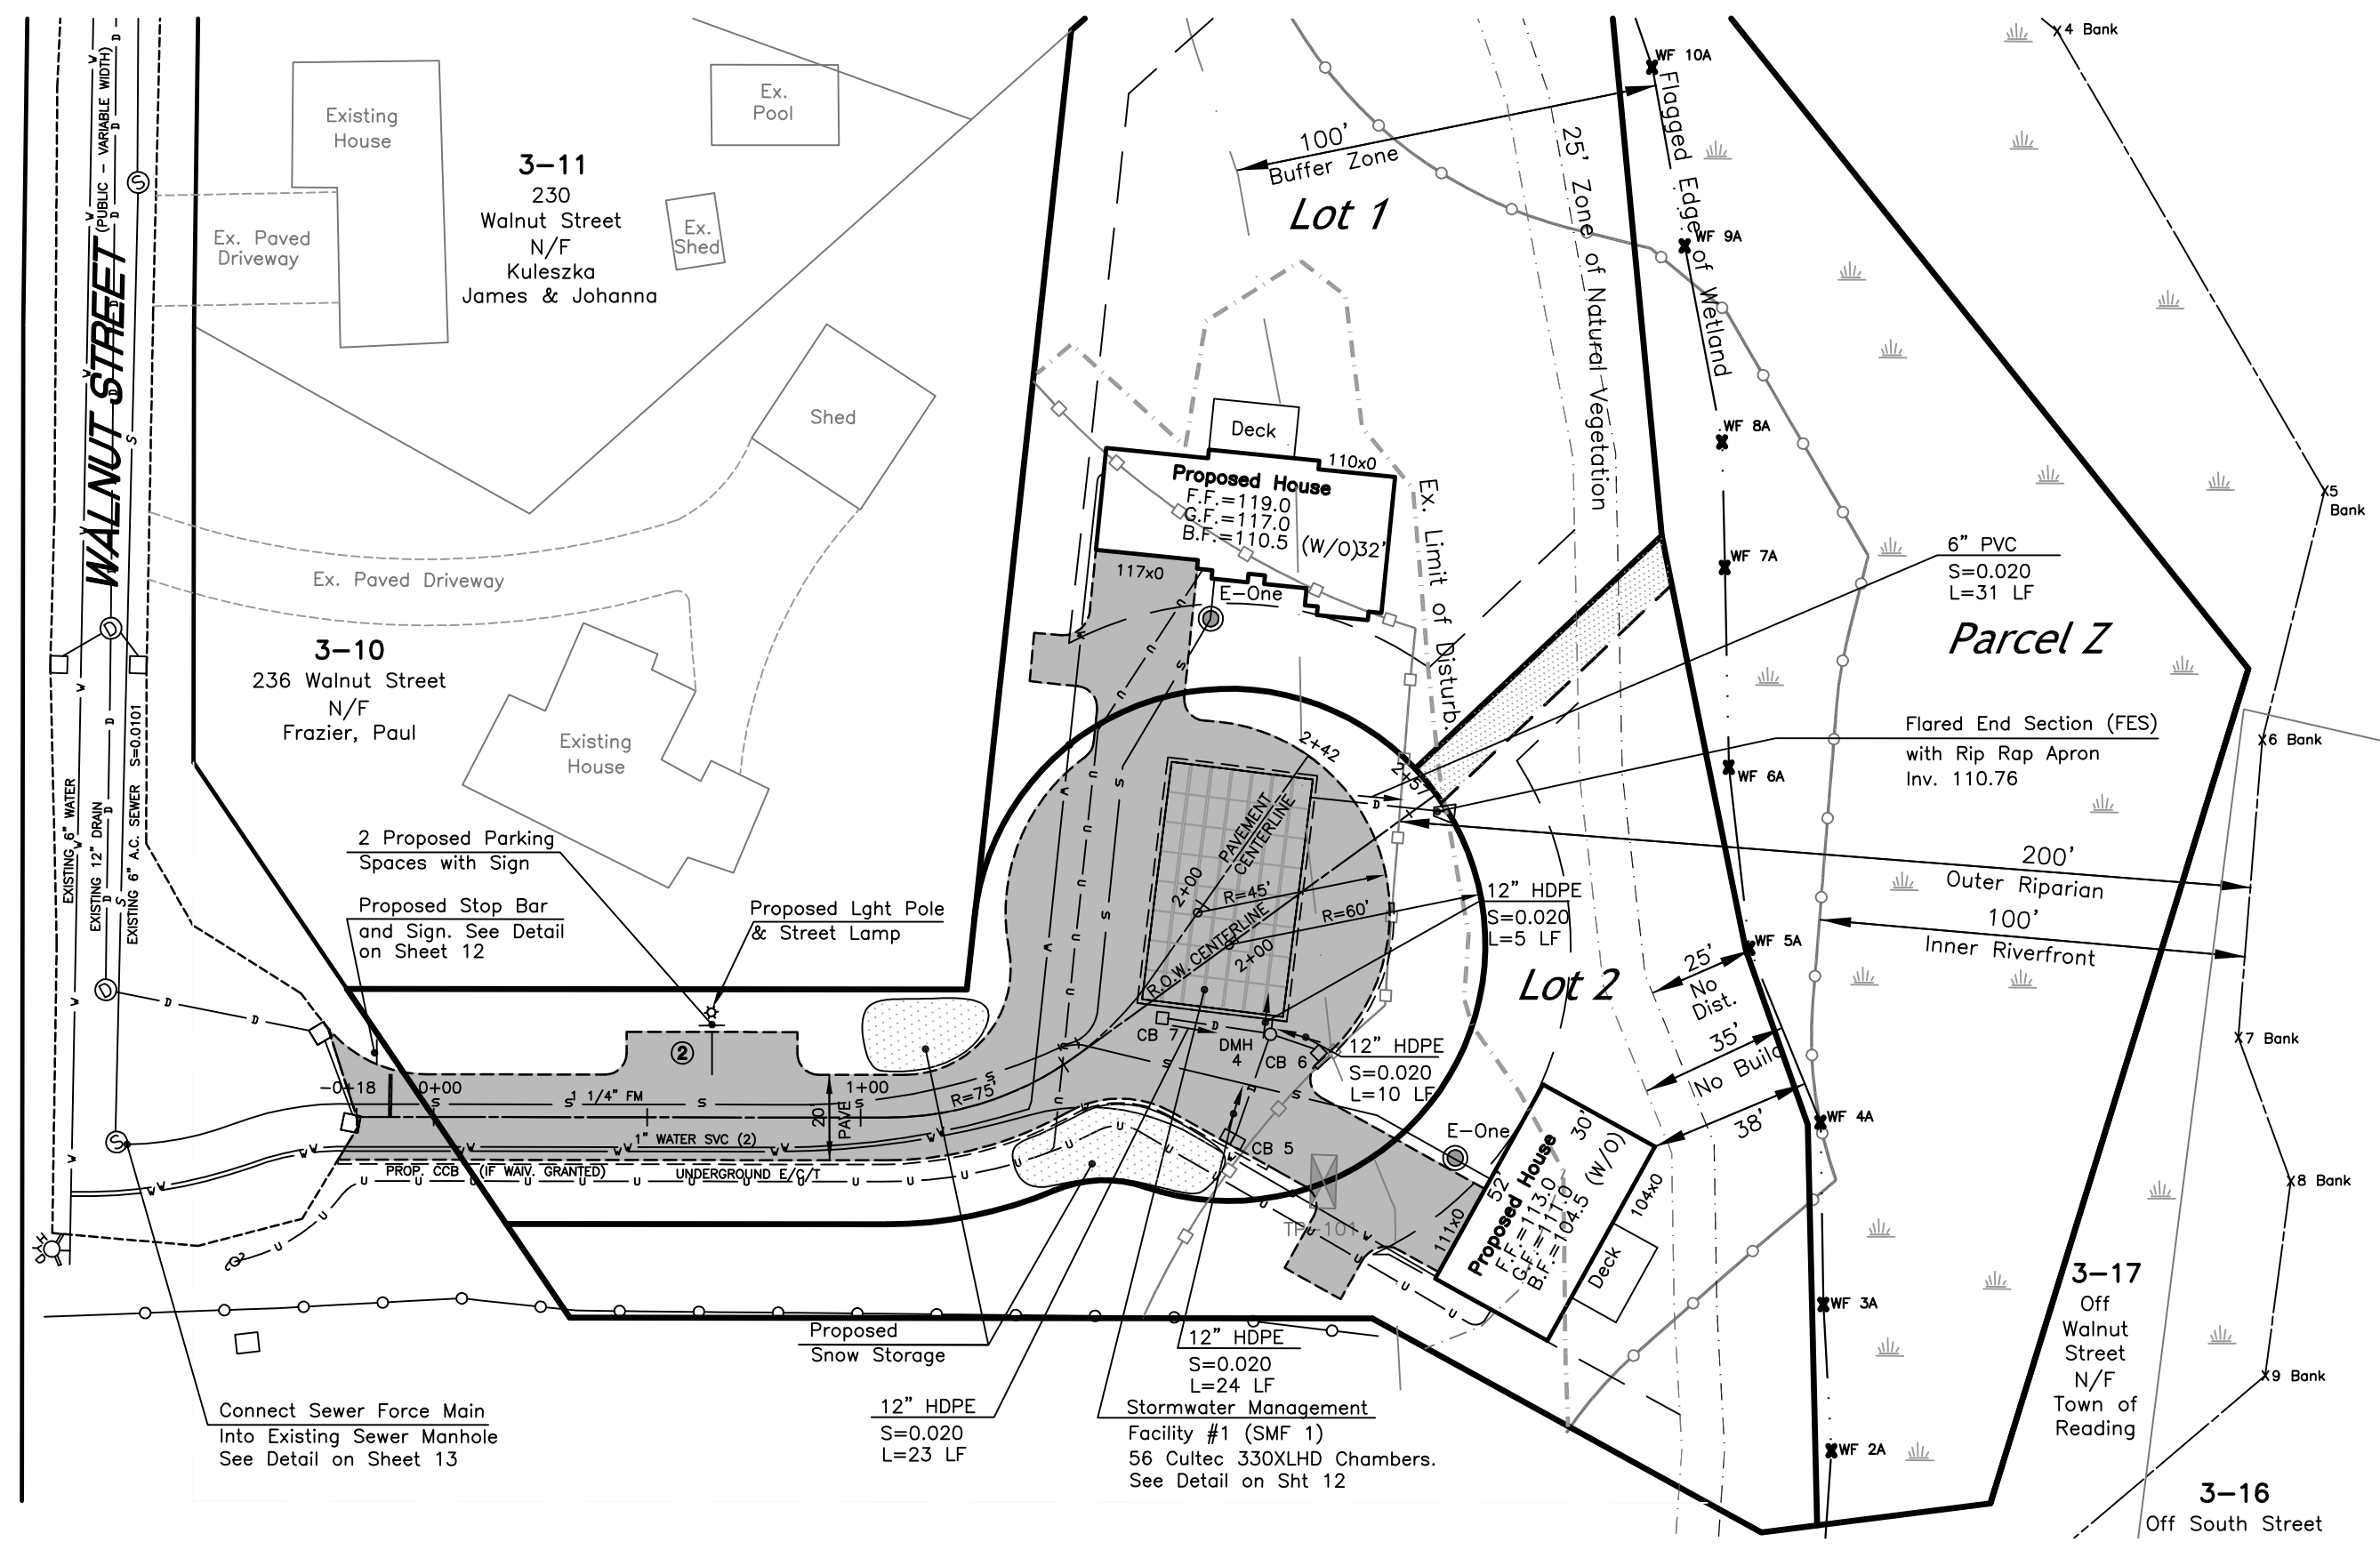 WALNUT STREET
(PUBLIC - VARIABLE WIDTH)
EXISTING 6" WATER
EXISTING 12" DRAIN
EXISTING 6" A.C. SEWER S=0.0101
HYD
Existing
House
Ex. Paved
Driveway
3-11
230
Walnut Street
N/F
Kuleszka
James & Johanna
Ex.
Pool
Ex.
Shed
Shed
Ex. Paved Driveway
3-10
236 Walnut Street
N/F
Frazier, Paul
Existing
House
2 Proposed Parking
Spaces with Sign
Proposed Stop Bar
and Sign. See Detail
on Sheet 12
Proposed Lght Pole
& Street Lamp
2
-0+18
0+00
1+00
1 1/4" FM
1" WATER SVC (2)
PROP. CCB (IF WAIV. GRANTED)
UNDERGROUND E/C/T
20'
PAVE
R=75'
Connect Sewer Force Main
Into Existing Sewer Manhole
See Detail on Sheet 13
Proposed
Snow Storage
12" HDPE
S=0.020
L=23 LF
12" HDPE
S=0.020
L=24 LF
Stormwater Management
Facility #1 (SMF 1)
56 Cultec 330XLHD Chambers.
See Detail on Sht 12
100'
Buffer Zone
Lot 1
25' Zone of Natural Vegetation
Flagged Edge of Wetland
Deck
110x0
Proposed House
F.F.=119.0
G.F.=117.0
B.F.=110.5 (W/O)
32'
117x0
E-One
Ex. Limit of Disturb.
2+42
2+57
PAVEMENT
CENTERLINE
2+00
R=45'
R=60'
R.O.W. CENTERLINE
2+00
CB 7
DMH
4
CB 6
CB 5
12" HDPE
S=0.020
L=5 LF
12" HDPE
S=0.020
L=10 LF
TP-101
E-One
Lot 2
52'
30'
Proposed House
F.F.=113.0
G.F.=111.0
B.F.=104.5 (W/O)
111x0
104x0
Deck
WF 10A
WF 9A
WF 8A
WF 7A
WF 6A
WF 5A
WF 4A
WF 3A
WF 2A
6" PVC
S=0.020
L=31 LF
Parcel Z
Flared End Section (FES)
with Rip Rap Apron
Inv. 110.76
200'
Outer Riparian
100'
Inner Riverfront
25'
No
Dist.
35'
No Build
38'
4 Bank
5
Bank
6 Bank
7 Bank
8 Bank
9 Bank
3-17
Off
Walnut
Street
N/F
Town of
Reading
3-16
Off South Street